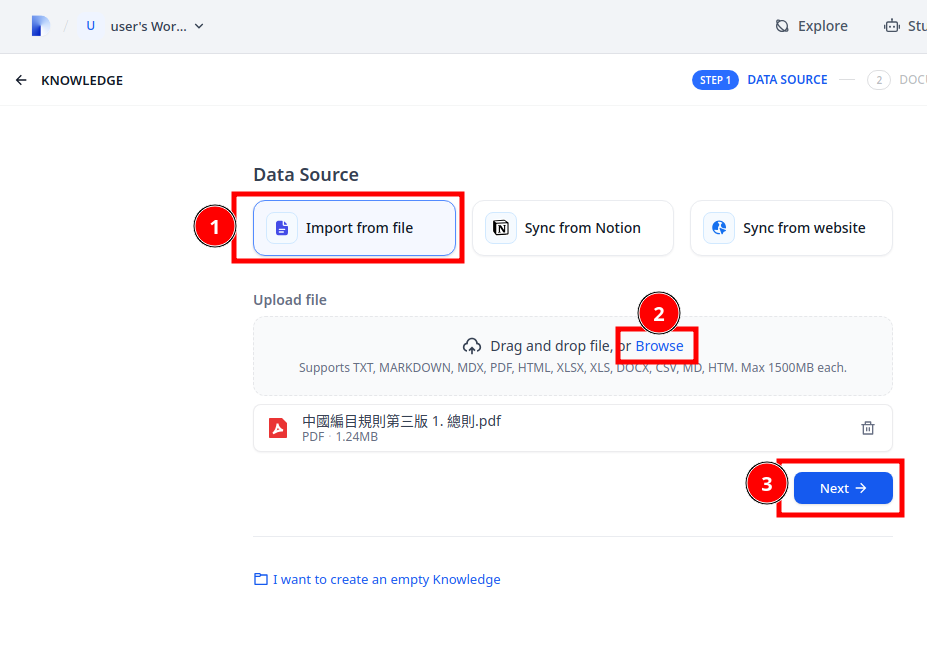 U user's Wor...
Explore
KNOWLEDGE
STEP 1 DATA SOURCE
2
Data Source
1
Import from file
Sync from Notion
Sync from website
Upload file
2
Drag and drop file, or Browse
Supports TXT, MARKDOWN, MDX, PDF, HTML, XLSX, XLS, DOCX, CSV, MD, HTM. Max 1500MB each.
中國編目規則第三版 1. 總則.pdf
PDF · 1.24MB
3
Next
I want to create an empty Knowledge